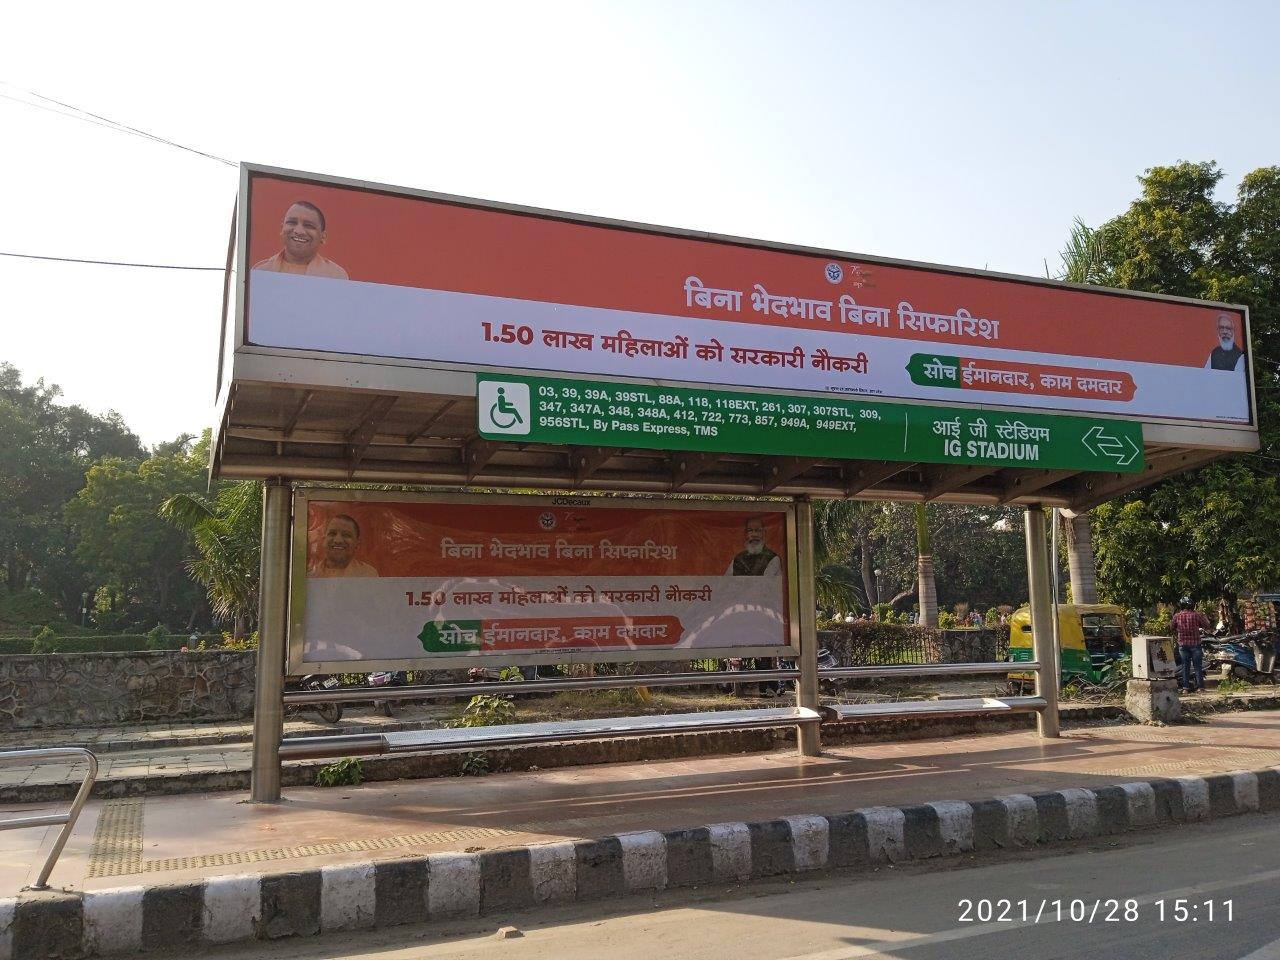 बिना भेदभाव बिना सिफारिश
1.50 लाख महिलाओं को सरकारी नौकरी
सोच ईमानदार, काम दमदार
03, 39, 39A, 39STL, 88A, 118, 118EXT, 261, 307, 307STL, 309,
347, 347A, 348, 348A, 412, 722, 773, 857, 949A, 949EXT,
956STL, By Pass Express, TMS
आई जी स्टेडियम
IG STADIUM
JCDecaux
बिना भेदभाव बिना सिफारिश
1.50 लाख महिलाओं को सरकारी नौकरी
सोच ईमानदार, काम दमदार
2021/10/28 15:11